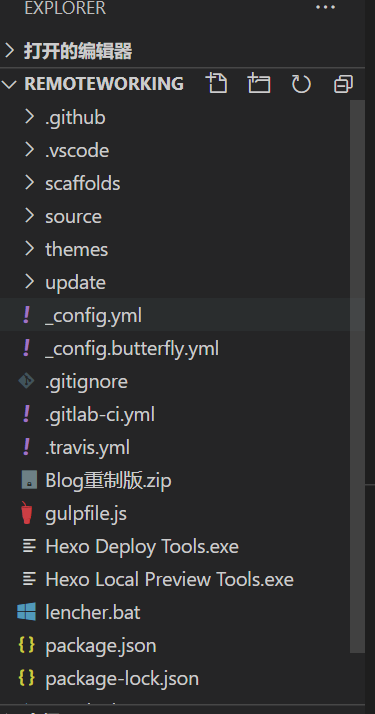 EXPLORER
打开的编辑器
REMOTEWORKING
.github
.vscode
scaffolds
source
themes
update
_config.yml
_config.butterfly.yml
.gitignore
.gitlab-ci.yml
.travis.yml
Blog重制版.zip
gulpfile.js
Hexo Deploy Tools.exe
Hexo Local Preview Tools.exe
lencher.bat
package.json
package-lock.json